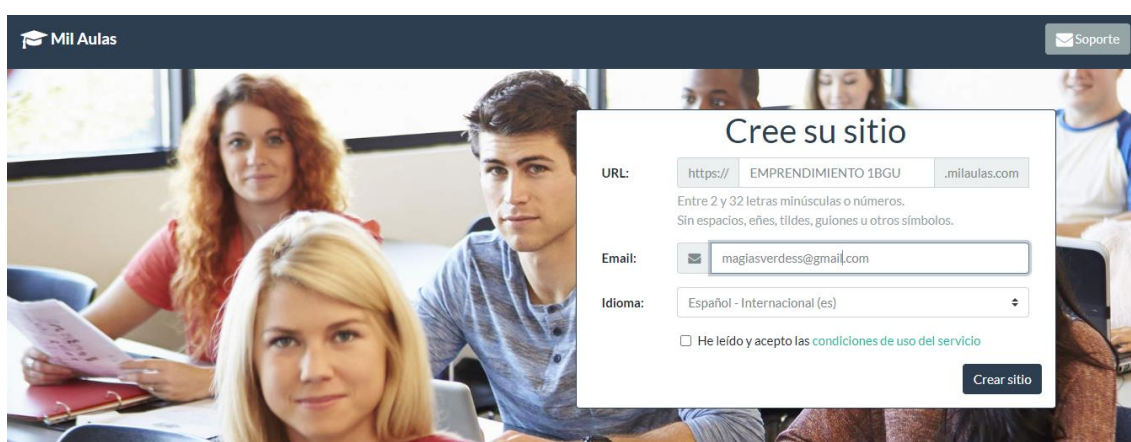 Mil Aulas
Soporte
Cree su sitio
URL: https:// EMPRENDIMIENTO 1BGU .milaulas.com
Entre 2 y 32 letras minúsculas o números.
Sin espacios, eñes, tildes, guiones u otros símbolos.
Email: magiasverdess@gmail.com
Idioma: Español - Internacional (es)
He leído y acepto las condiciones de uso del servicio
Crear sitio